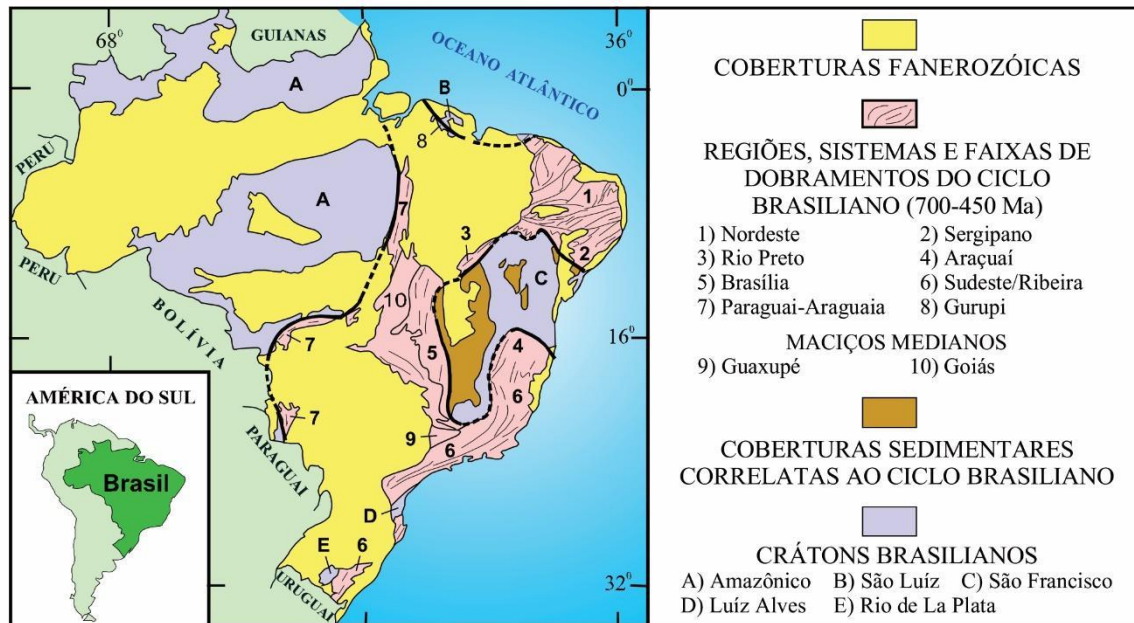 68⁰
GUIANAS
36⁰
OCEANO ATLÂNTICO
A
B
0⁰
8
PERU
A
7
1
PERU
3
2
C
10
BOLÍVIA
16⁰
7
5
4
6
7
9
6
PARAGUAI
D
E
6
URUGUAI
32⁰
AMÉRICA DO SUL
Brasil
COBERTURAS FANEROZÓICAS
REGIÕES, SISTEMAS E FAIXAS DE
DOBRAMENTOS DO CICLO
BRASILIANO (700-450 Ma)
1) Nordeste 2) Sergipano
3) Rio Preto 4) Araçuaí
5) Brasília 6) Sudeste/Ribeira
7) Paraguai-Araguaia 8) Gurupi
MACIÇOS MEDIANOS
9) Guaxupé 10) Goiás
COBERTURAS SEDIMENTARES
CORRELATAS AO CICLO BRASILIANO
CRÁTONS BRASILIANOS
A) Amazônico B) São Luíz C) São Francisco
D) Luíz Alves E) Rio de La Plata